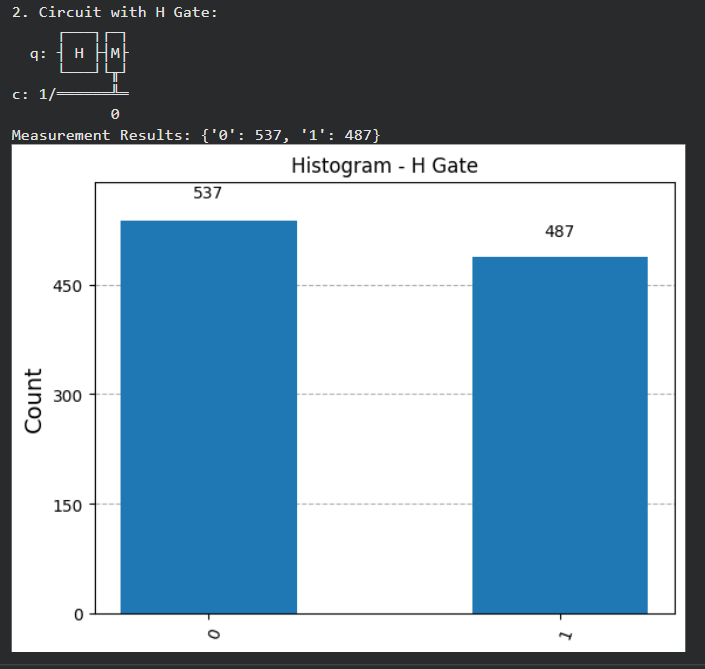 2. Circuit with H Gate:
   ┌───┐┌─┐
q: ┤ H ├┤M├
   └───┘└╥┘
c: 1/══════╩═
           0
Measurement Results: {'0': 537, '1': 487}
Histogram - H Gate
537
487
450
300
150
0
Count
0
1